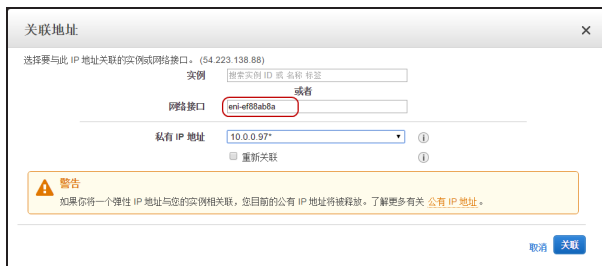 关联地址
×
选择要与此 IP 地址关联的实例或网络接口。 (54.223.138.88)
实例 搜索实例 ID 或 名称 标签
或者
网络接口 eni-ef88ab8a
私有 IP 地址 10.0.0.97*
重新关联
警告
如果你将一个弹性 IP 地址与您的实例相关联，您目前的公有 IP 地址将被释放。了解更多有关 公有 IP 地址 。
取消 关联